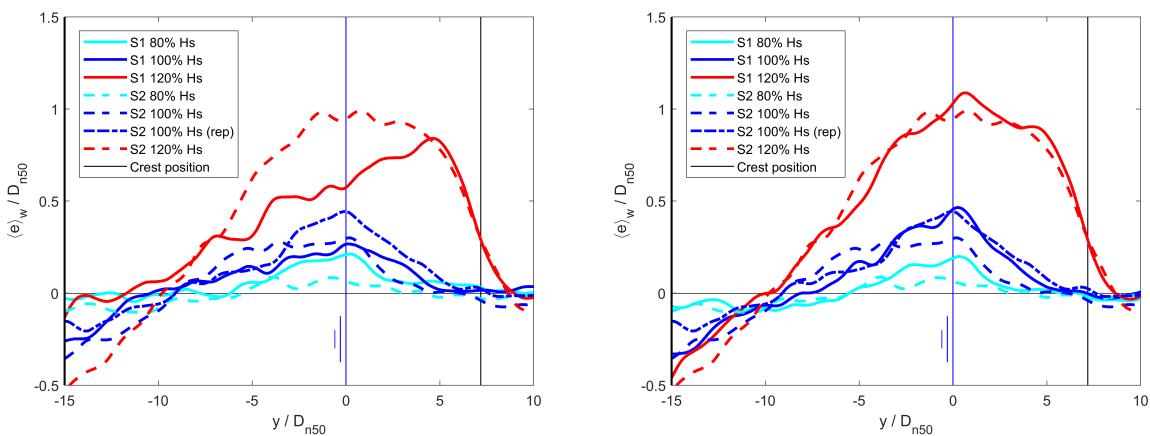 1.5
1
0.5
0
-0.5
⟨e⟩w / Dn50
S1 80% Hs
S1 100% Hs
S1 120% Hs
S2 80% Hs
S2 100% Hs
S2 100% Hs (rep)
S2 120% Hs
Crest position
-15 -10 -5 0 5 10
y / Dn50
1.5
1
0.5
0
-0.5
⟨e⟩w / Dn50
S1 80% Hs
S1 100% Hs
S1 120% Hs
S2 80% Hs
S2 100% Hs
S2 100% Hs (rep)
S2 120% Hs
Crest position
-15 -10 -5 0 5 10
y / Dn50